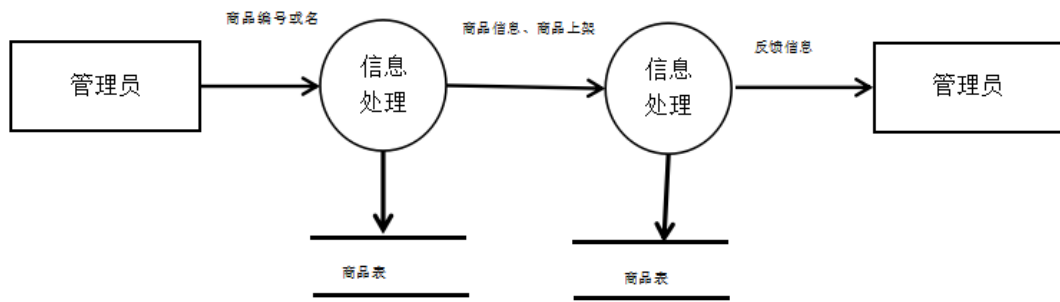 商品编号或名
商品信息、商品上架
反馈信息
管理员
信息
处理
信息
处理
管理员
商品表
商品表